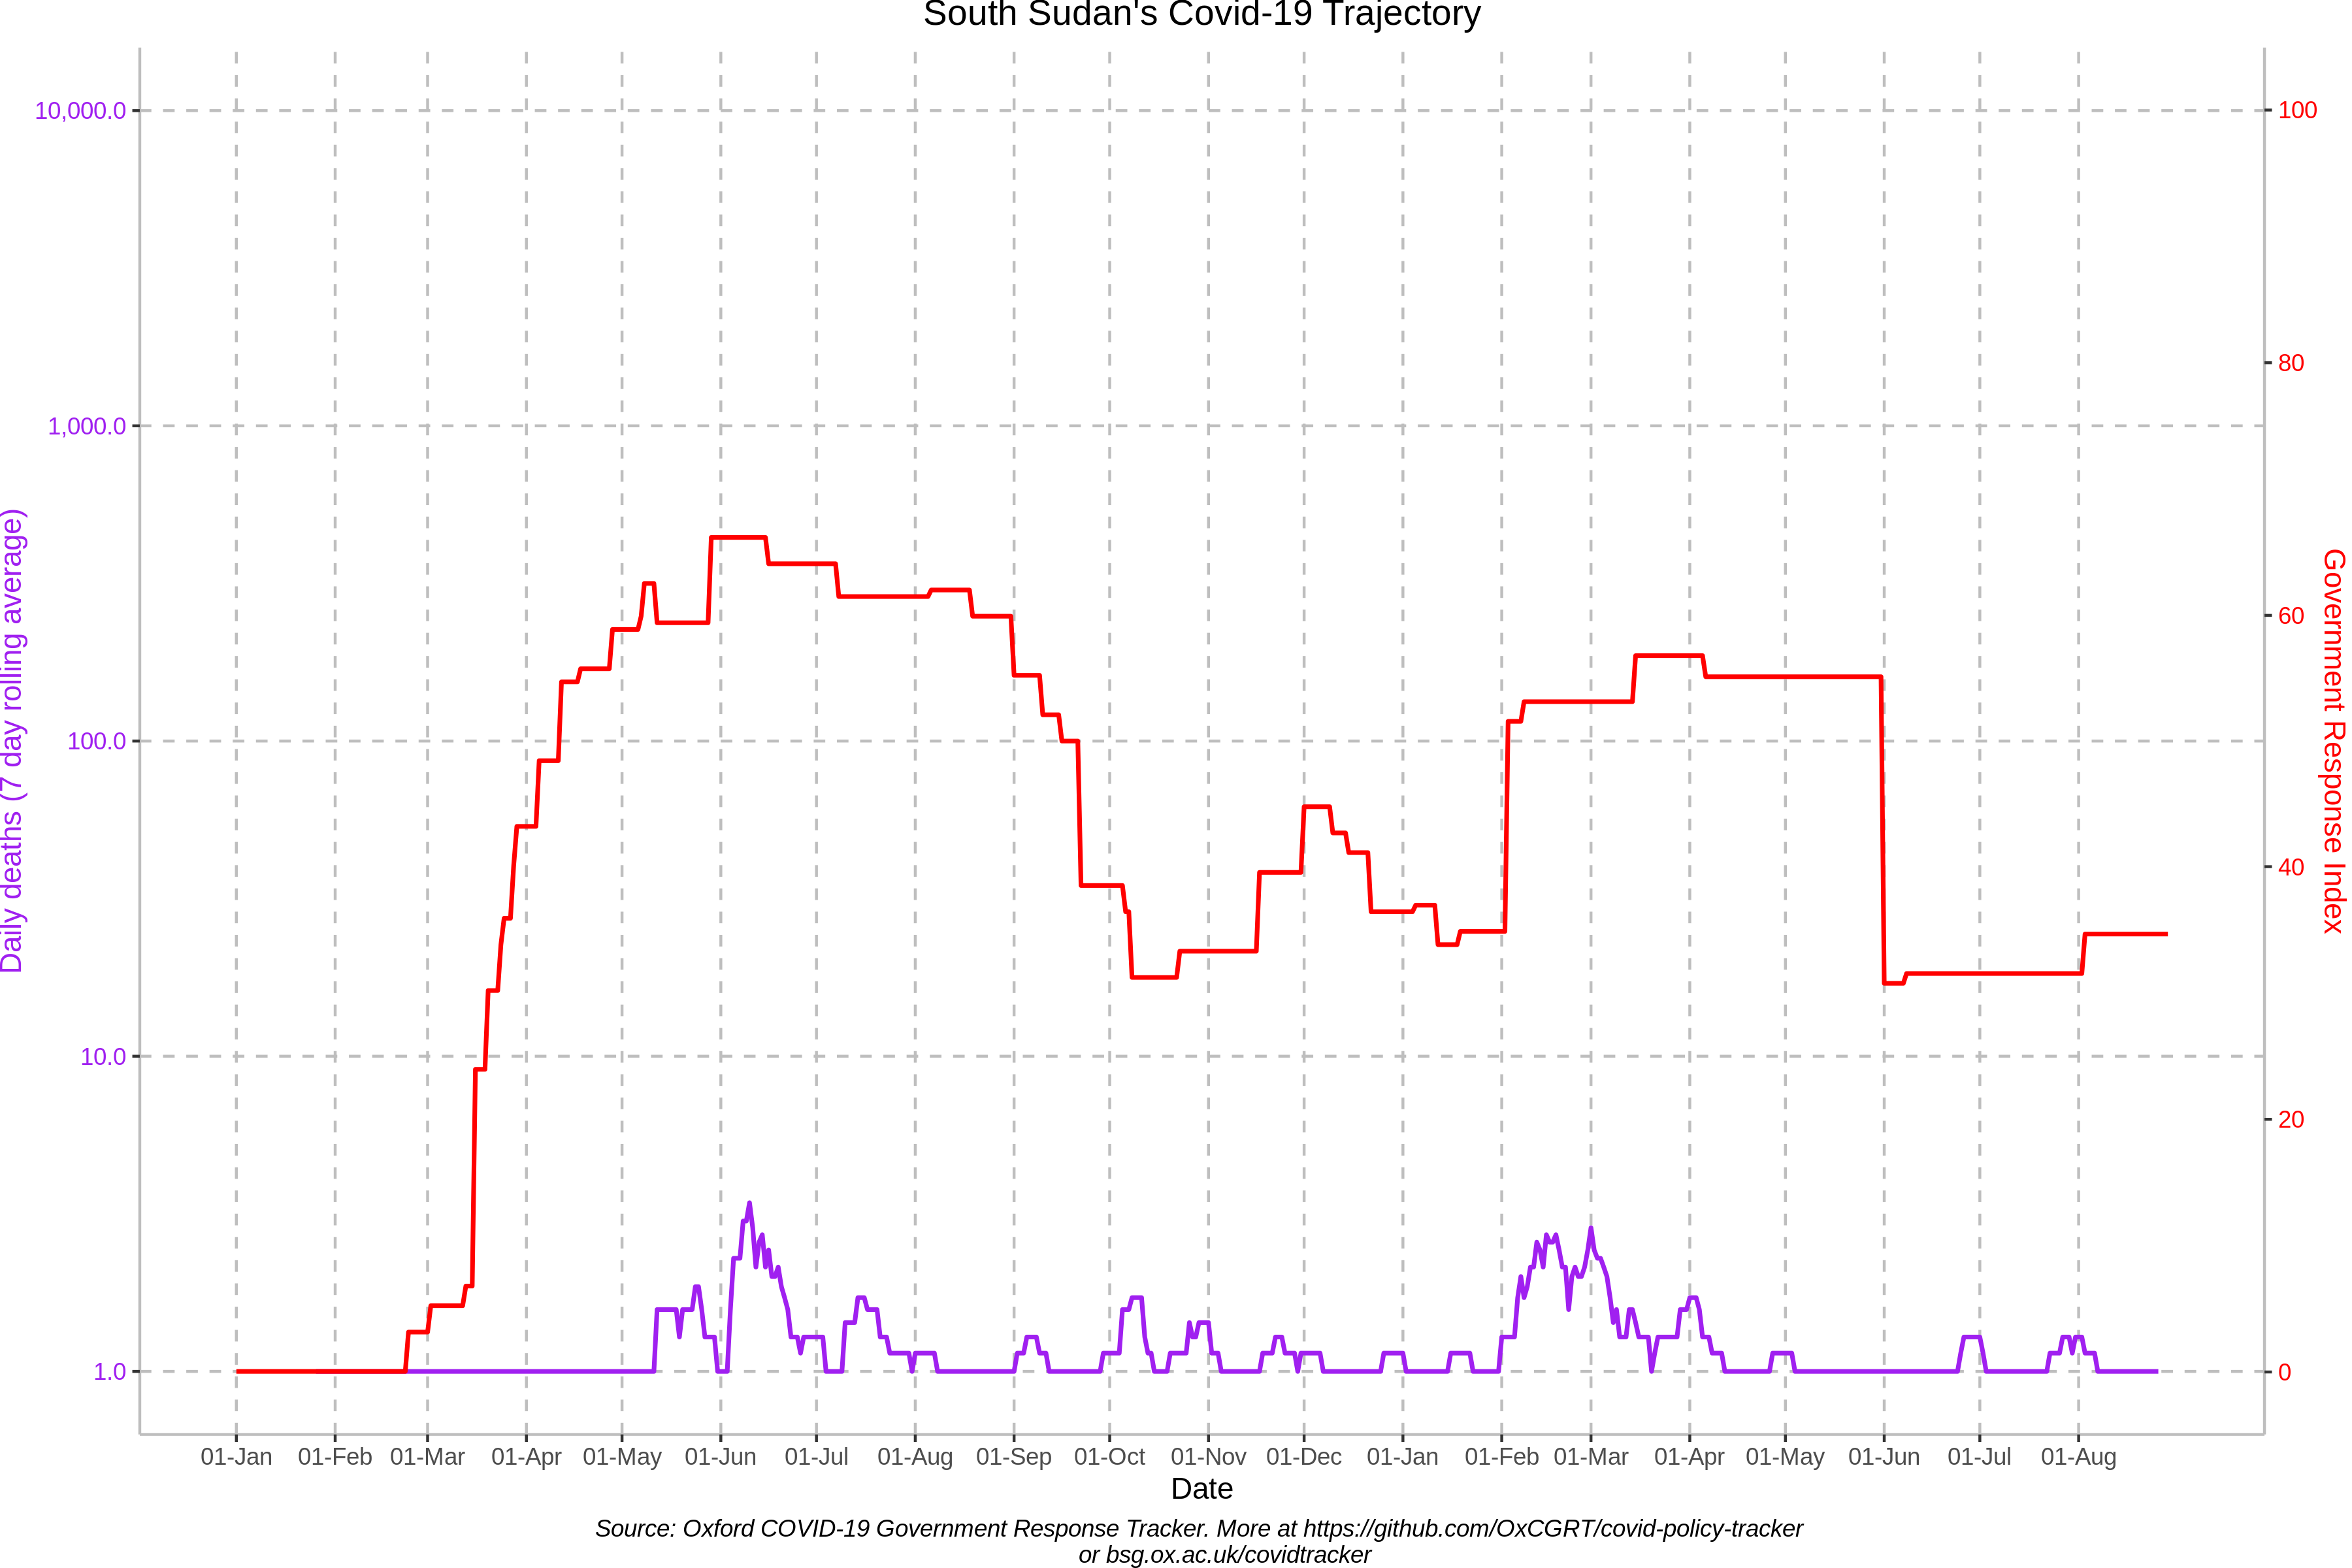 South Sudan's Covid-19 Trajectory
10,000.0
1,000.0
100.0
10.0
1.0
Daily deaths (7 day rolling average)
100
80
60
40
20
0
Government Response Index
01-Jan 01-Feb 01-Mar 01-Apr 01-May 01-Jun 01-Jul 01-Aug 01-Sep 01-Oct 01-Nov 01-Dec 01-Jan 01-Feb 01-Mar 01-Apr 01-May 01-Jun 01-Jul 01-Aug
Date
Source: Oxford COVID-19 Government Response Tracker. More at https://github.com/OxCGRT/covid-policy-tracker
or bsg.ox.ac.uk/covidtracker